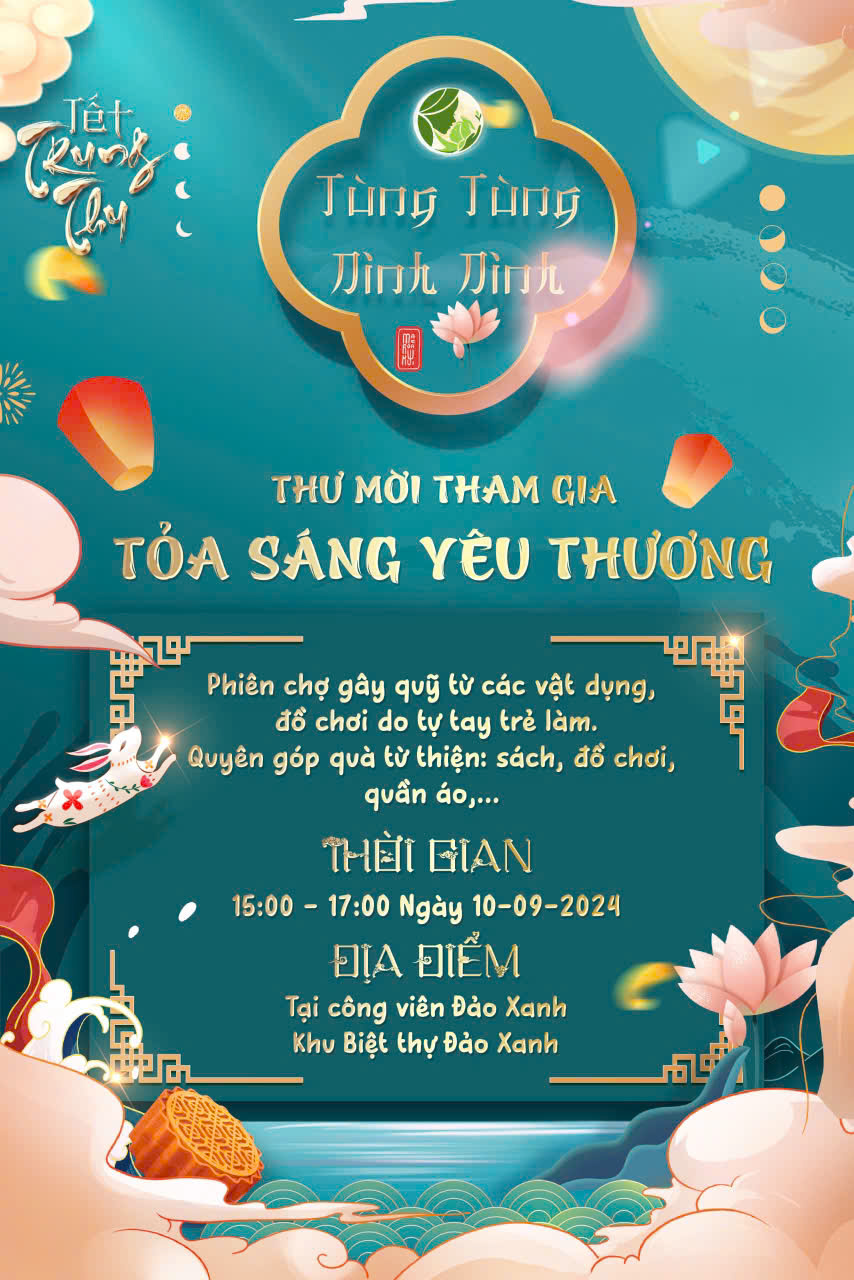 Tết
Trung
Thu
Tùng Tùng
Dình Dình
THƯ MỜI THAM GIA
TỎA SÁNG YÊU THƯƠNG
Phiên chợ gây quỹ từ các vật dụng,
đồ chơi do tự tay trẻ làm.
Quyên góp quà từ thiện: sách, đồ chơi,
quần áo,...
THỜI GIAN
15:00 - 17:00 Ngày 10-09-2024
ĐỊA ĐIỂM
Tại công viên Đảo Xanh
Khu Biệt thự Đảo Xanh